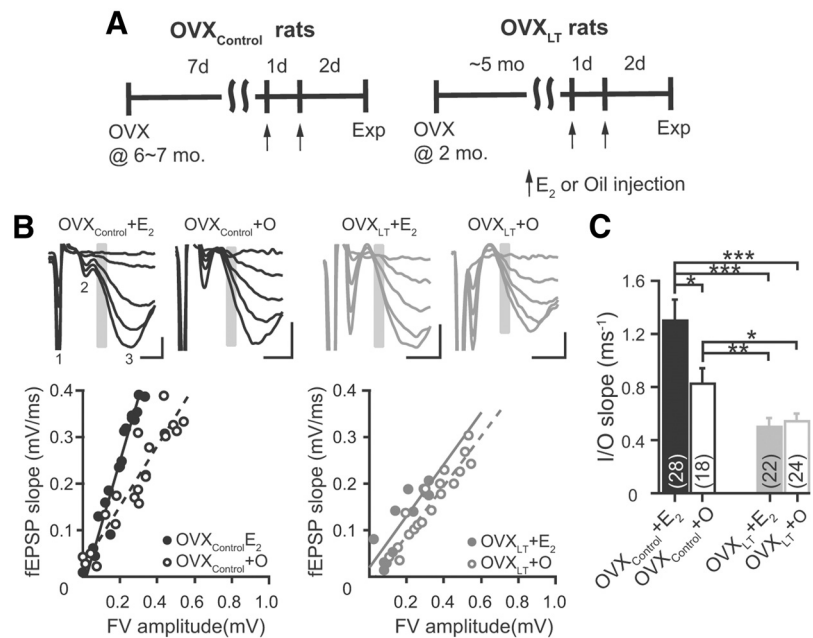 A
OVXControl rats
OVXLT rats
7d 1d 2d
~5 mo 1d 2d
OVX
@ 6~7 mo.
Exp
OVX
@ 2 mo.
Exp
E2 or Oil injection
B
OVXControl+E2
OVXControl+O
OVXLT+E2
OVXLT+O
2
1
3
fEPSP slope (mV/ms)
0.4
0.3
0.2
0.1
0
0.2 0.4 0.6 0.8 1.0
FV amplitude(mV)
OVXControlE2
OVXControl+O
fEPSP slope (mV/ms)
0.4
0.3
0.2
0.1
0
0.2 0.4 0.6 0.8 1.0
FV amplitude(mV)
OVXLT+E2
OVXLT+O
C
***
***
*
*
**
I/O slope (ms-1)
1.6
1.2
0.8
0.4
0
(28)
(18)
(22)
(24)
OVXControl+E2
OVXControl+O
OVXLT+E2
OVXLT+O